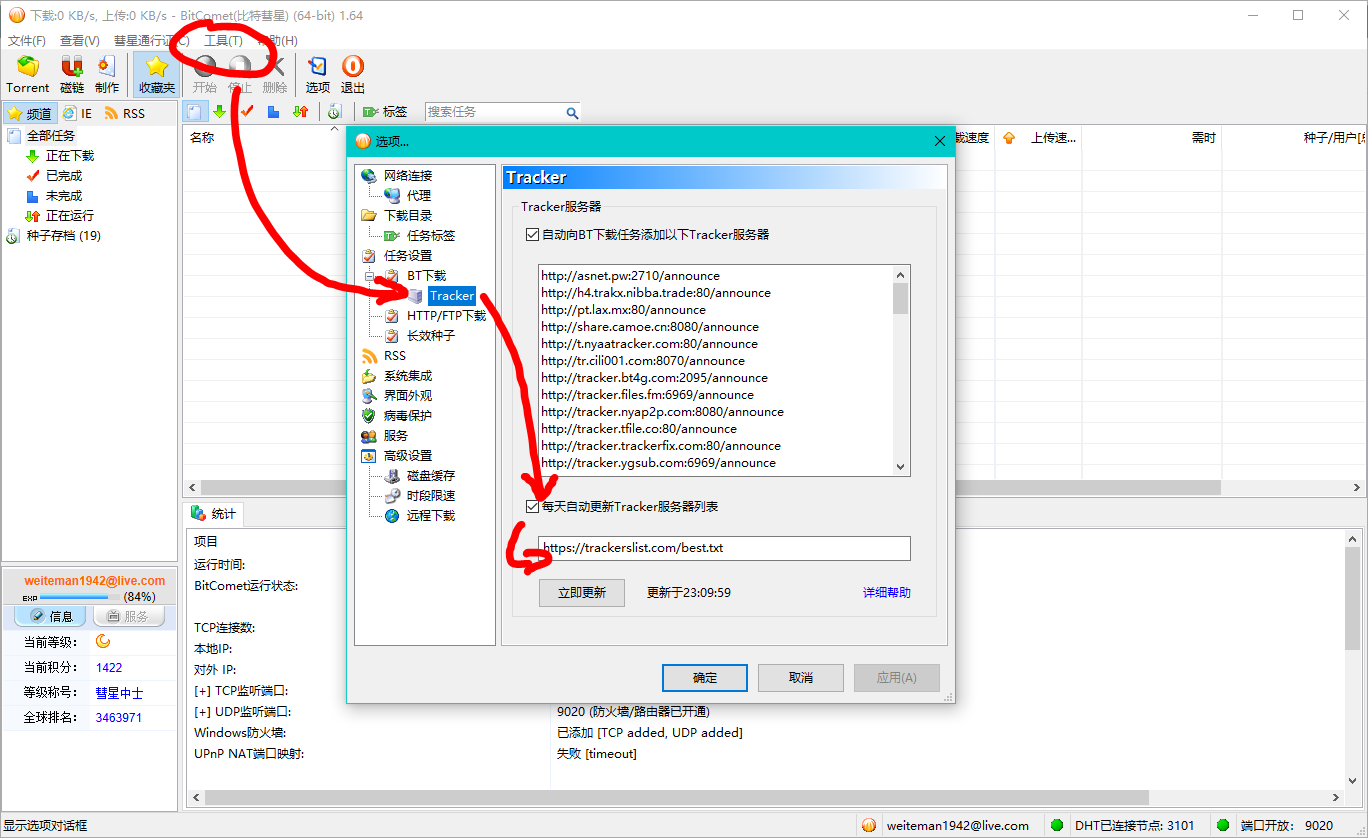 下载:0 KB/s, 上传:0 KB/s - BitComet(比特彗星) (64-bit) 1.64
文件(F) 查看(V) 彗星通行证(C) 工具(T) 帮助(H)
Torrent 磁链 制作 收藏夹 开始 停止 删除 选项 退出
频道 IE RSS
标签 搜索任务
全部任务
正在下载
已完成
未完成
正在运行
种子存档 (19)
名称 载速度 上传速... 需时 种子/用户[总
选项...
网络连接
代理
下载目录
任务标签
任务设置
BT下载
Tracker
HTTP/FTP下载
长效种子
RSS
系统集成
界面外观
病毒保护
服务
高级设置
磁盘缓存
时段限速
远程下载
Tracker
Tracker服务器
自动向BT下载任务添加以下Tracker服务器
http://asnet.pw:2710/announce
http://h4.trakx.nibba.trade:80/announce
http://pt.lax.mx:80/announce
http://share.camoe.cn:8080/announce
http://t.nyaatracker.com:80/announce
http://tr.cili001.com:8070/announce
http://tracker.bt4g.com:2095/announce
http://tracker.files.fm:6969/announce
http://tracker.nyap2p.com:8080/announce
http://tracker.tfile.co:80/announce
http://tracker.trackerfix.com:80/announce
http://tracker.ygsub.com:6969/announce
每天自动更新Tracker服务器列表
https://trackerslist.com/best.txt
立即更新 更新于23:09:59 详细帮助
确定 取消 应用(A)
统计
项目
运行时间:
BitComet运行状态:
TCP连接数:
本地IP:
对外 IP:
[+] TCP监听端口:
[+] UDP监听端口: 9020 (防火墙/路由器已开通)
Windows防火墙: 已添加 [TCP added, UDP added]
UPnP NAT端口映射: 失败 [timeout]
weiteman1942@live.com
EXP (84%)
信息 服务
当前等级:
当前积分: 1422
等级称号: 彗星中士
全球排名: 3463971
显示选项对话框 weiteman1942@live.com DHT已连接节点: 3101 端口开放: 9020